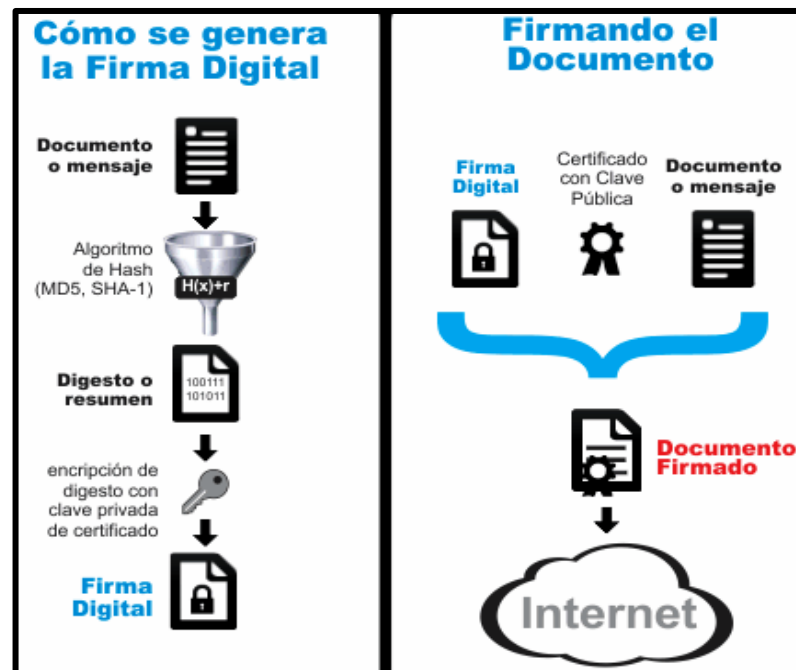 Cómo se genera
la Firma Digital
Documento
o mensaje
Algoritmo
de Hash
(MD5, SHA-1)
H(x)+r
Digesto o
resumen
100111
101011
encripción de
digesto con
clave privada
de certificado
Firma
Digital
Firmando el
Documento
Firma
Digital
Certificado
con Clave
Pública
Documento
o mensaje
Documento
Firmado
Internet